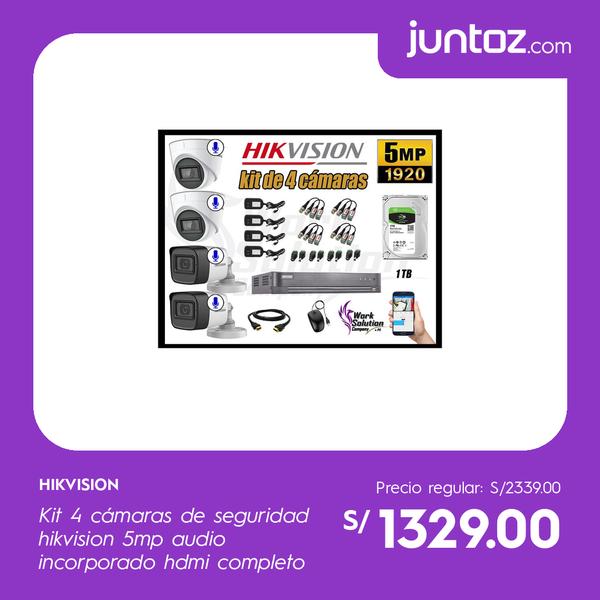 juntoz.com
HIKVISION
kit de 4 cámaras
5MP
1920
1TB
Work
Solution
Company
HIKVISION
Kit 4 cámaras de seguridad
hikvision 5mp audio
incorporado hdmi completo
Precio regular: S/2339.00
S/ 1329.00